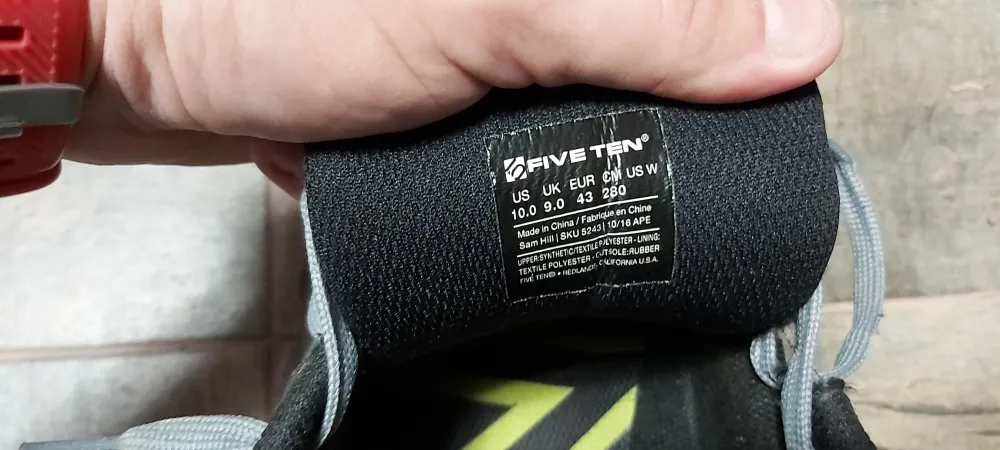 FIVE TEN®
US UK EUR CM US W
10.0 9.0 43 280
Made in China / Fabrique en Chine
Sam Hill | SKU 5243 | 10/16 APE
UPPER:SYNTHETIC/TEXTILE POLYESTER - LINING:
TEXTILE POLYESTER - OUTSOLE:RUBBER
FIVE TEN® • REDLANDS, CALIFORNIA U.S.A.